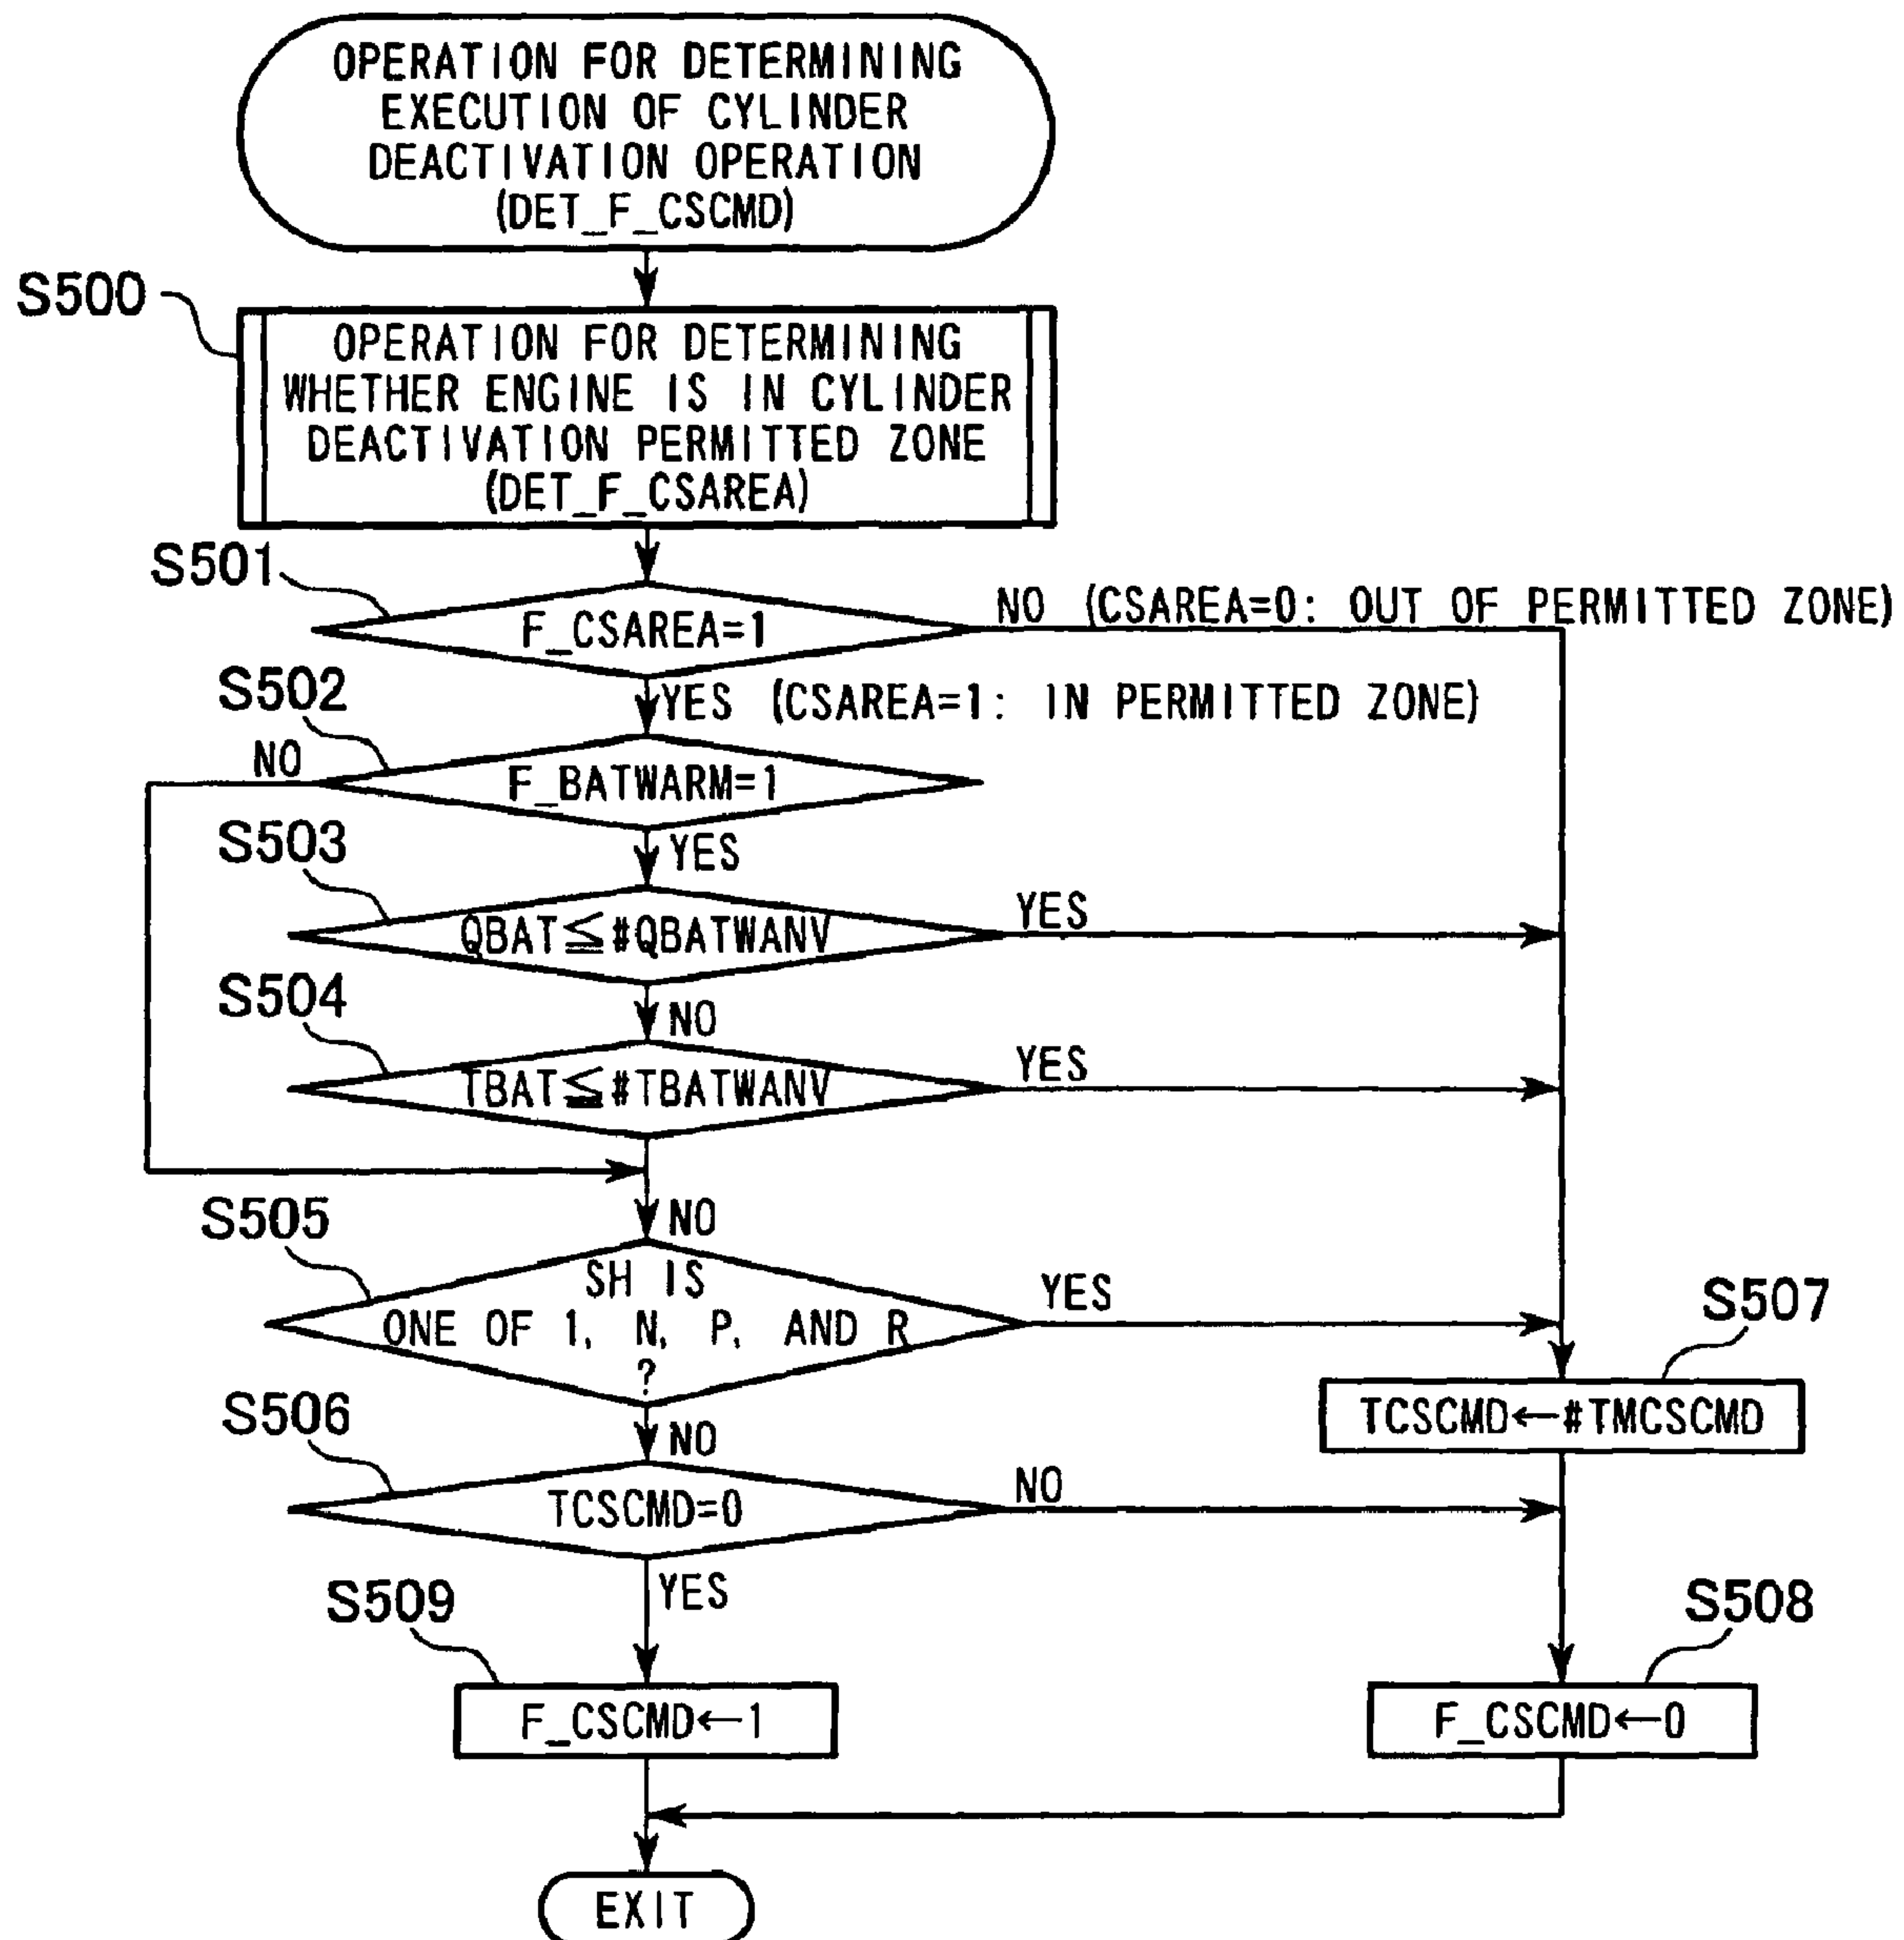 OPERATION FOR DETERMINING
EXECUTION OF CYLINDER
DEACTIVATION OPERATION
(DET_F_CSCMD)
S500
OPERATION FOR DETERMINING
WHETHER ENGINE IS IN CYLINDER
DEACTIVATION PERMITTED ZONE
(DET_F_CSAREA)
S501
F_CSAREA=1
NO (CSAREA=0: OUT OF PERMITTED ZONE)
YES (CSAREA=1: IN PERMITTED ZONE)
S502
NO
F_BATWARM=1
YES
S503
QBAT≦#QBATWANV
YES
NO
S504
TBAT≦#TBATWANV
YES
NO
S505
SH IS
ONE OF 1, N, P, AND R
?
YES
NO
S507
TCSCMD←#TMCSCMD
S506
TCSCMD=0
NO
YES
S509
F_CSCMD←1
S508
F_CSCMD←0
EXIT